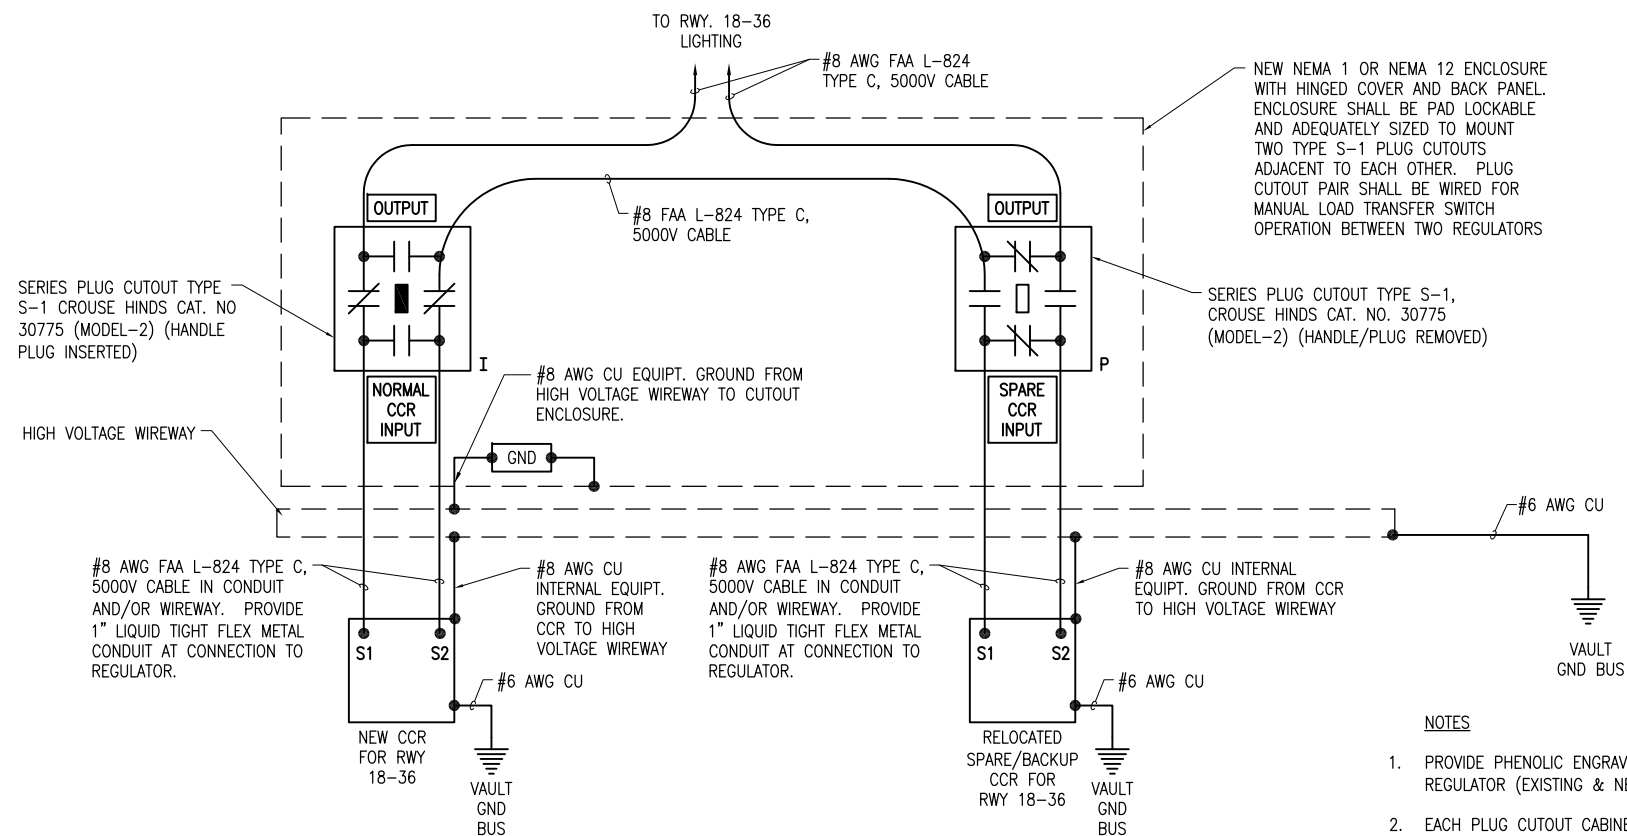 TO RWY. 18-36
LIGHTING
#8 AWG FAA L-824
TYPE C, 5000V CABLE
NEW NEMA 1 OR NEMA 12 ENCLOSURE
WITH HINGED COVER AND BACK PANEL.
ENCLOSURE SHALL BE PAD LOCKABLE
AND ADEQUATELY SIZED TO MOUNT
TWO TYPE S-1 PLUG CUTOUTS
ADJACENT TO EACH OTHER. PLUG
CUTOUT PAIR SHALL BE WIRED FOR
MANUAL LOAD TRANSFER SWITCH
OPERATION BETWEEN TWO REGULATORS
OUTPUT
#8 FAA L-824 TYPE C,
5000V CABLE
OUTPUT
SERIES PLUG CUTOUT TYPE
S-1 CROUSE HINDS CAT. NO
30775 (MODEL-2) (HANDLE
PLUG INSERTED)
SERIES PLUG CUTOUT TYPE S-1,
CROUSE HINDS CAT. NO. 30775
(MODEL-2) (HANDLE/PLUG REMOVED)
I
P
NORMAL
CCR
INPUT
#8 AWG CU EQUIPT. GROUND FROM
HIGH VOLTAGE WIREWAY TO CUTOUT
ENCLOSURE.
SPARE
CCR
INPUT
HIGH VOLTAGE WIREWAY
GND
#6 AWG CU
#8 AWG FAA L-824 TYPE C,
5000V CABLE IN CONDUIT
AND/OR WIREWAY. PROVIDE
1" LIQUID TIGHT FLEX METAL
CONDUIT AT CONNECTION TO
REGULATOR.
#8 AWG CU
INTERNAL EQUIPT.
GROUND FROM
CCR TO HIGH
VOLTAGE WIREWAY
#8 AWG FAA L-824 TYPE C,
5000V CABLE IN CONDUIT
AND/OR WIREWAY. PROVIDE
1" LIQUID TIGHT FLEX METAL
CONDUIT AT CONNECTION TO
REGULATOR.
#8 AWG CU INTERNAL
EQUIPT. GROUND FROM CCR
TO HIGH VOLTAGE WIREWAY
VAULT
GND BUS
S1 S2
S1 S2
#6 AWG CU
#6 AWG CU
NEW CCR
FOR RWY
18-36
VAULT
GND
BUS
RELOCATED
SPARE/BACKUP
CCR FOR
RWY 18-36
VAULT
GND
BUS
NOTES
1. PROVIDE PHENOLIC ENGRAV
REGULATOR (EXISTING & NE
2. EACH PLUG CUTOUT CABINE